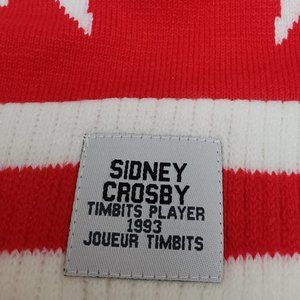 SIDNEY
CROSBY
TIMBITS PLAYER
1993
JOUEUR TIMBITS